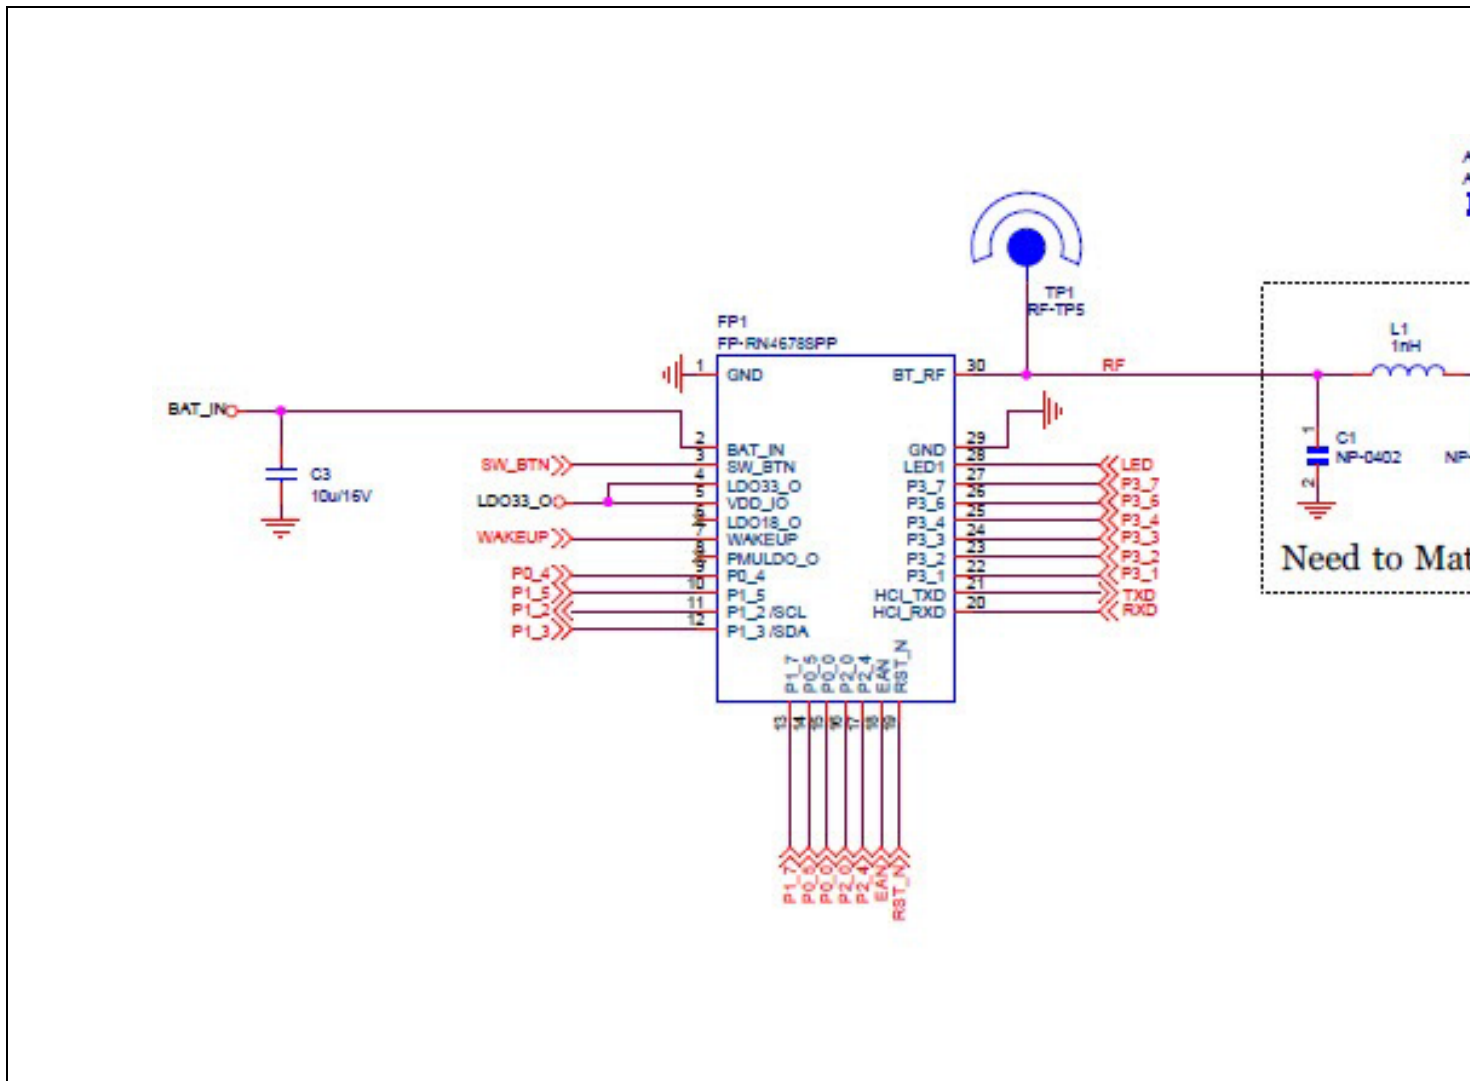 TP1
RF-TP5
FP1
FP-RN4678SPP
L1
1nH
1 GND
BT_RF 30
RF
BAT_IN
2 BAT_IN
3 SW_BTN
4 LDO33_O
5 VDD_IO
6 LDO18_O
7 WAKEUP
8 PMULDO_O
9 P0_4
10 P1_5
11 P1_2/SCL
12 P1_3/SDA
GND 29
LED1 28
P3_7 27
P3_6 26
P3_4 25
P3_3 24
P3_2 23
P3_1 22
HCI_TXD 21
HCI_RXD 20
SW_BTN
LDO33_O
WAKEUP
P0_4
P1_5
P1_2
P1_3
LED
P3_7
P3_6
P3_4
P3_3
P3_2
P3_1
TXD
RXD
C3
10u/16V
1
C1
NP-0402
2
NP-
Need to Mat
P1_7
P0_5
P0_0
P2_0
P2_4
EAN
RST_N
13
14
15
16
17
18
19
P1_7
P0_5
P0_0
P2_0
P2_4
EAN
RST_N